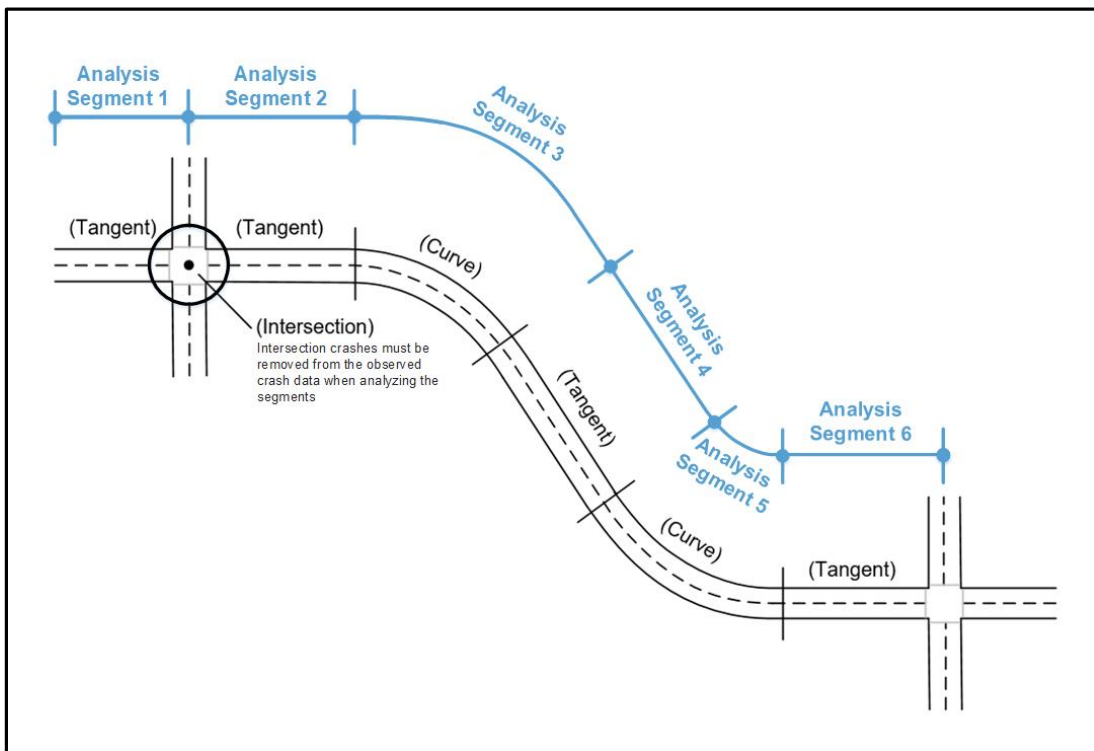 Analysis
Segment 1
Analysis
Segment 2
Analysis
Segment 3
(Tangent)
(Tangent)
(Curve)
(Intersection)
Intersection crashes must be
removed from the observed
crash data when analyzing the
segments
Analysis
Segment 4
(Tangent)
Analysis
Segment 5
Analysis
Segment 6
(Curve)
(Tangent)